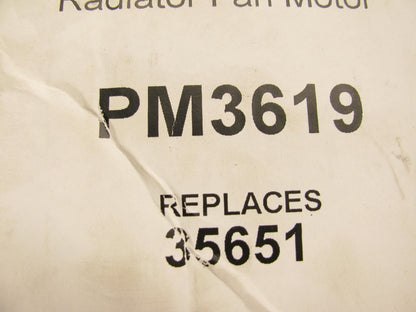 Radiator Fan Motor
PM3619
REPLACES
35651